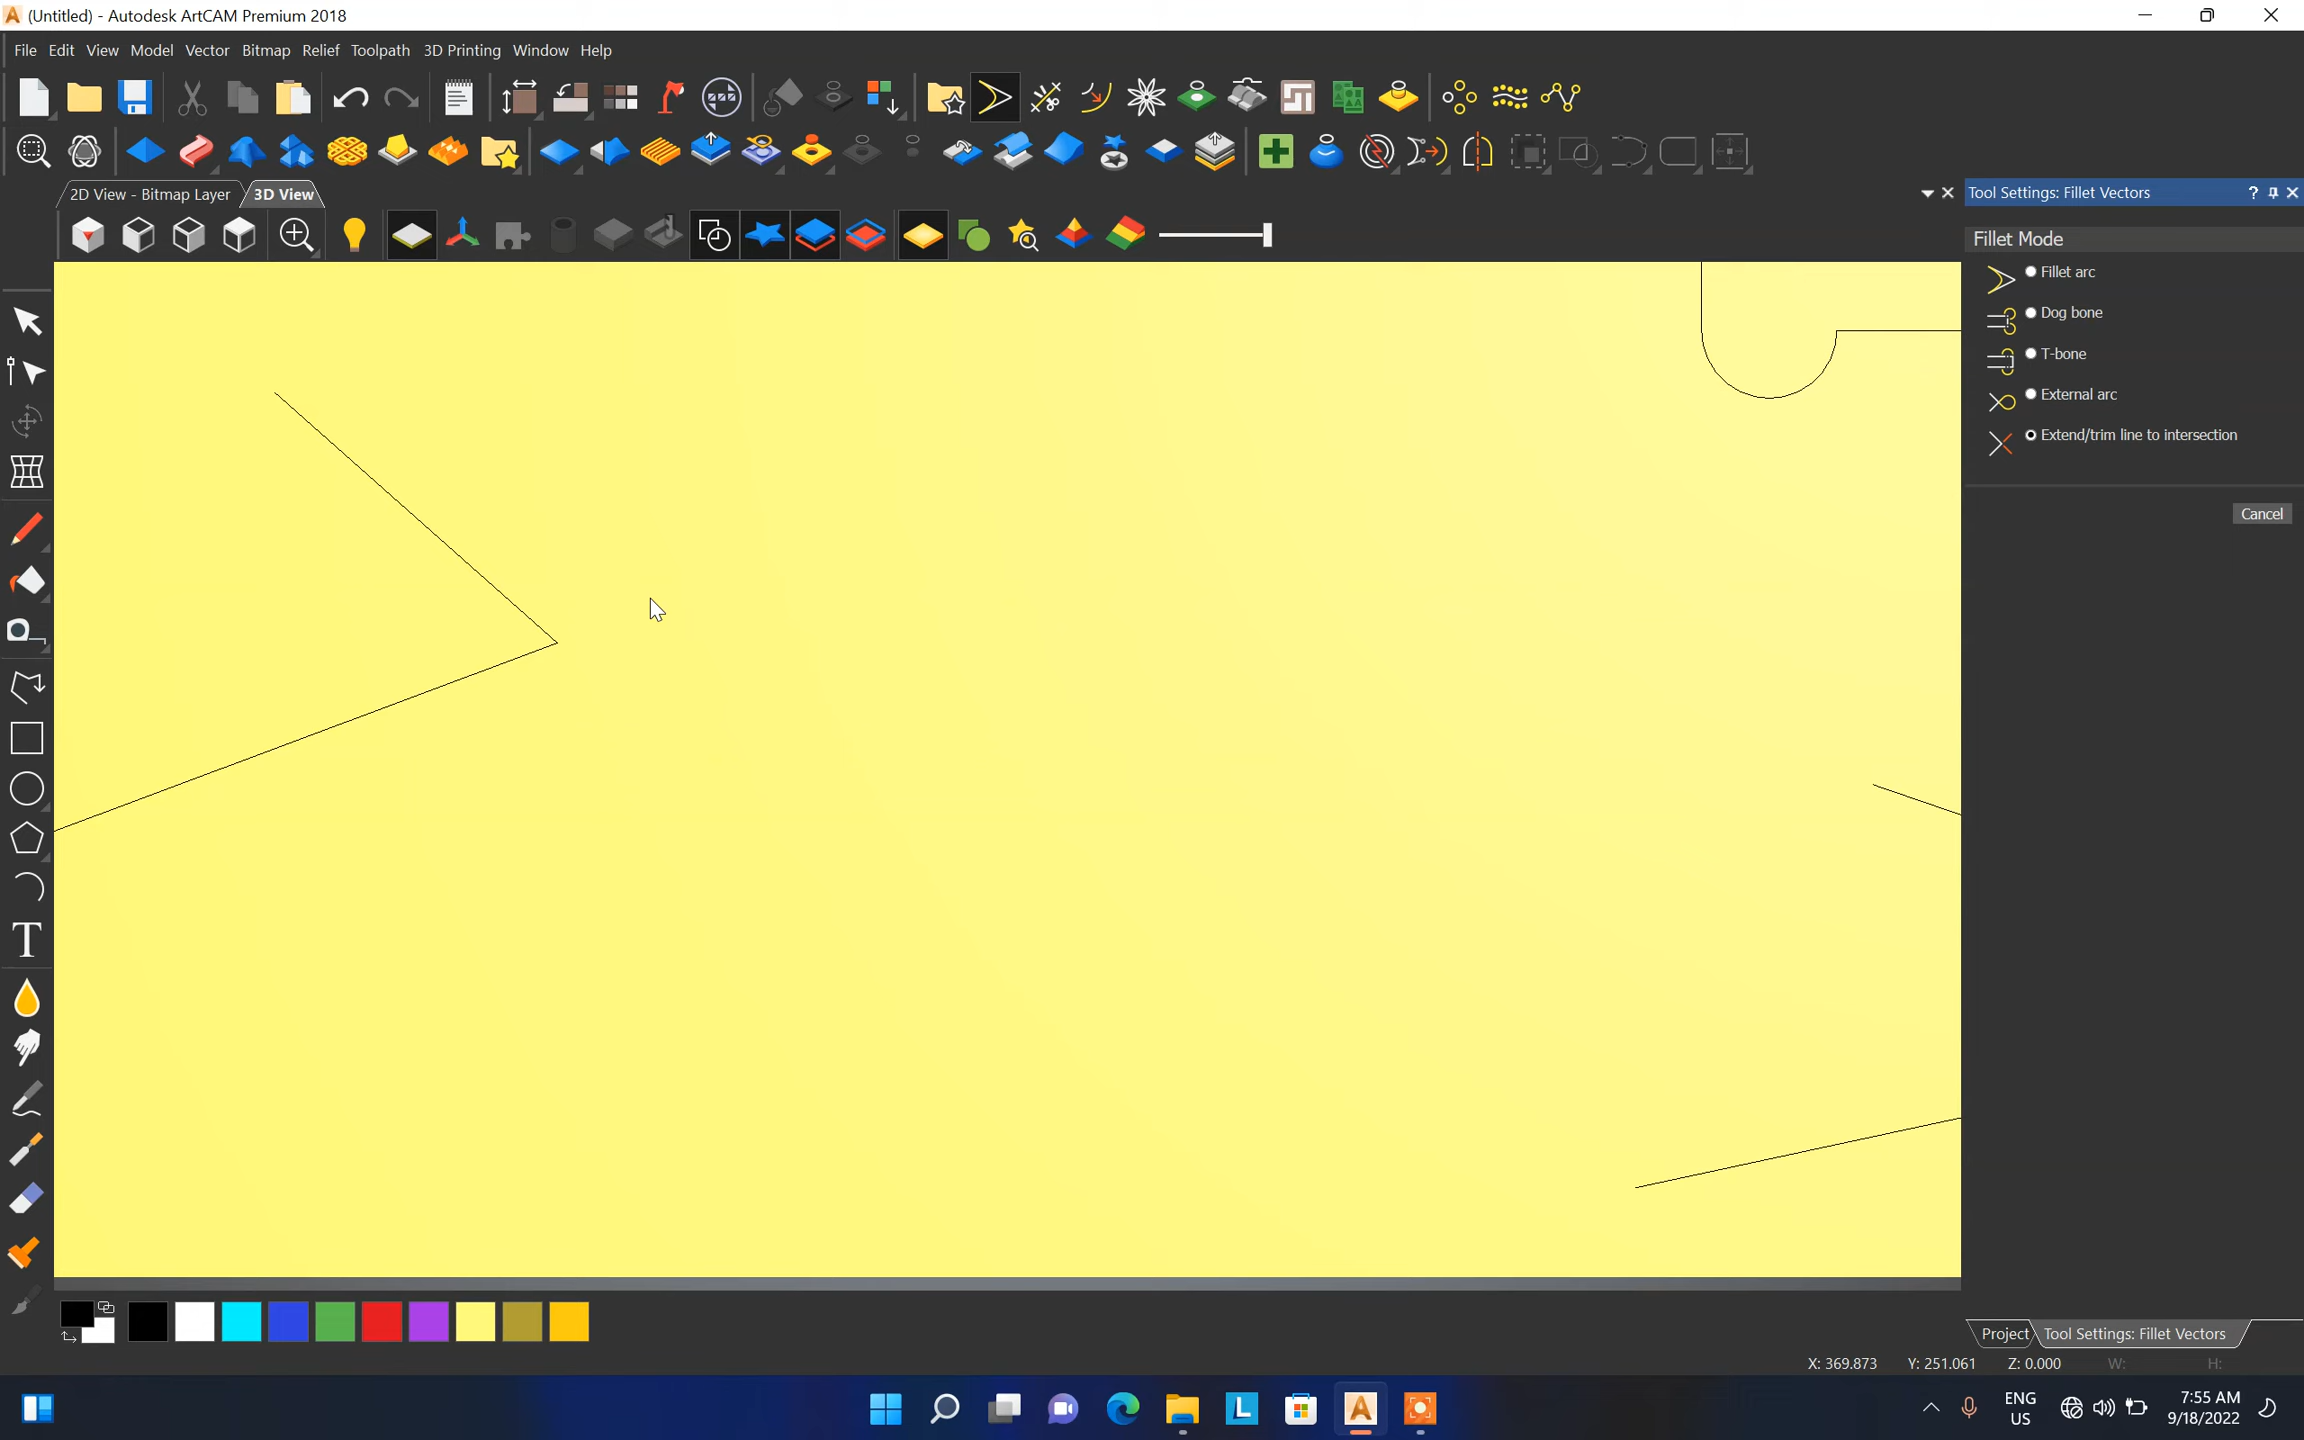 (Untitled) - Autodesk ArtCAM Premium 2018
File Edit View Model Vector Bitmap Relief Toolpath 3D Printing Window Help
2D View - Bitmap Layer 3D View
Tool Settings: Fillet Vectors
Fillet Mode
Fillet arc
Dog bone
T-bone
External arc
Extend/trim line to intersection
Cancel
Project Tool Settings: Fillet Vectors
X: 369.873 Y: 251.061 Z: 0.000 W: H:
ENG
US
7:55 AM
9/18/2022